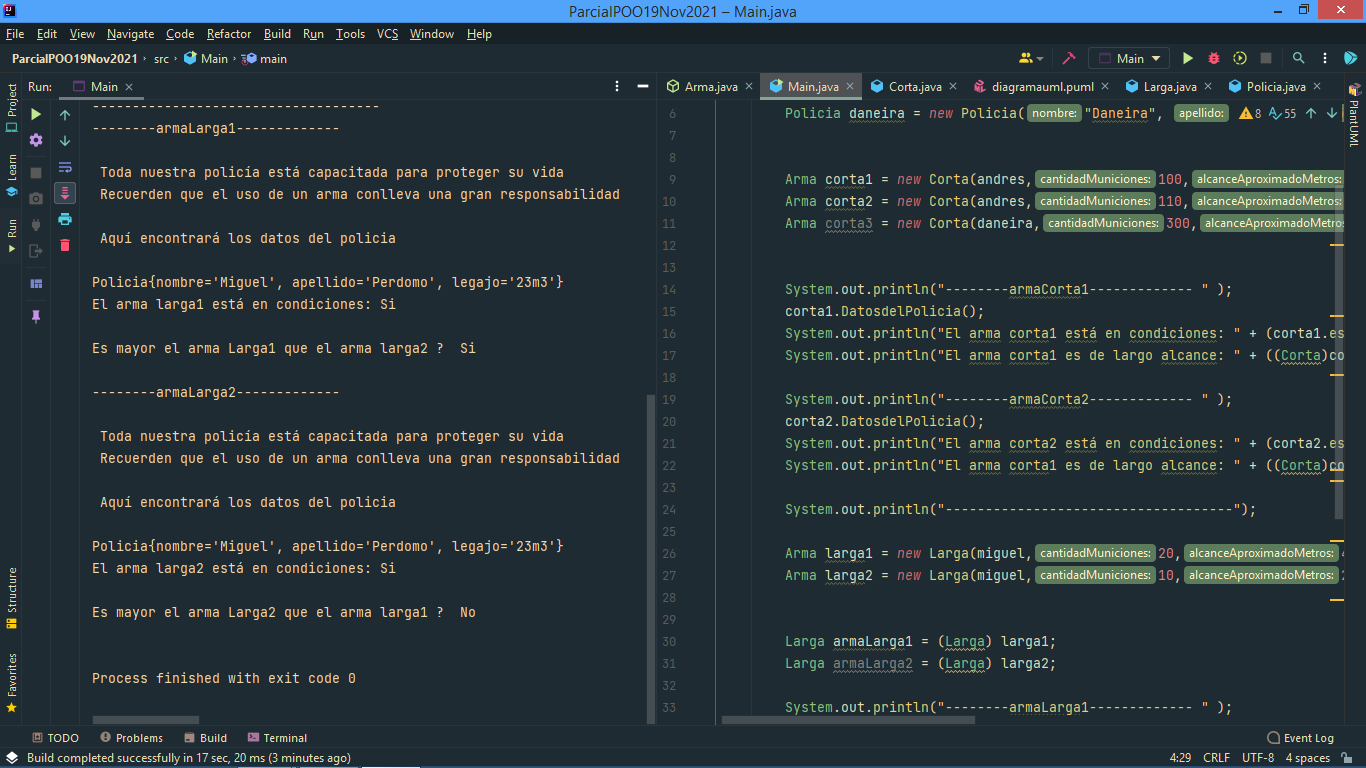 ParcialPOO19Nov2021 – Main.java
File Edit View Navigate Code Refactor Build Run Tools VCS Window Help
ParcialPOO19Nov2021 src Main main
Main
Run: Main
Arma.java Main.java Corta.java diagramauml.puml Larga.java Policia.java
Project
Learn
Run
Structure
Favorites
PlantUML
------------------------------------
--------armaLarga1-------------
Toda nuestra policía está capacitada para proteger su vida
Recuerden que el uso de un arma conlleva una gran responsabilidad
Aquí encontrará los datos del policia
Policia{nombre='Miguel', apellido='Perdomo', legajo='23m3'}
El arma larga1 está en condiciones: Si
Es mayor el arma Larga1 que el arma larga2 ?  Si
--------armaLarga2-------------
Toda nuestra policía está capacitada para proteger su vida
Recuerden que el uso de un arma conlleva una gran responsabilidad
Aquí encontrará los datos del policia
Policia{nombre='Miguel', apellido='Perdomo', legajo='23m3'}
El arma larga2 está en condiciones: Si
Es mayor el arma Larga2 que el arma larga1 ?  No
Process finished with exit code 0
6 Policia daneira = new Policia( nombre: "Daneira", apellido: 8 55
7
8
9 Arma corta1 = new Corta(andres, cantidadMuniciones: 100, alcanceAproximadoMetros:
10 Arma corta2 = new Corta(andres, cantidadMuniciones: 110, alcanceAproximadoMetros:
11 Arma corta3 = new Corta(daneira, cantidadMuniciones: 300, alcanceAproximadoMetros
12
13
14 System.out.println("--------armaCorta1------------- " );
15 corta1.DatosdelPolicia();
16 System.out.println("El arma corta1 está en condiciones: " + (corta1.es
17 System.out.println("El arma corta1 es de largo alcance: " + ((Corta)co
18
19 System.out.println("--------armaCorta2------------- " );
20 corta2.DatosdelPolicia();
21 System.out.println("El arma corta2 está en condiciones: " + (corta2.es
22 System.out.println("El arma corta1 es de largo alcance: " + ((Corta)co
23
24 System.out.println("------------------------------------");
25
26 Arma larga1 = new Larga(miguel, cantidadMuniciones: 20, alcanceAproximadoMetros:
27 Arma larga2 = new Larga(miguel, cantidadMuniciones: 10, alcanceAproximadoMetros:
28
29
30 Larga armaLarga1 = (Larga) larga1;
31 Larga armaLarga2 = (Larga) larga2;
32
33 System.out.println("--------armaLarga1------------- " );
TODO Problems Build Terminal Event Log
Build completed successfully in 17 sec, 20 ms (3 minutes ago) 4:29 CRLF UTF-8 4 spaces